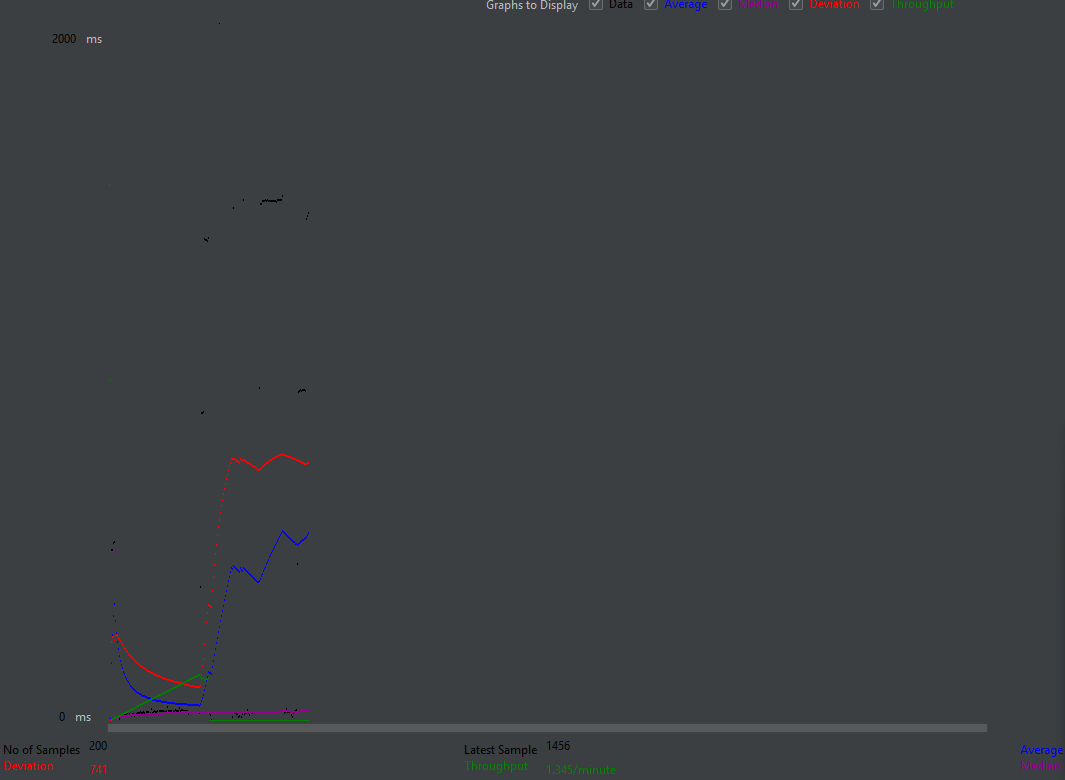 Graphs to Display Data Average Median Deviation Throughput
2000 ms
0 ms
No of Samples 200 Latest Sample 1456 Average
Deviation 741 Throughput 1.345/minute Median